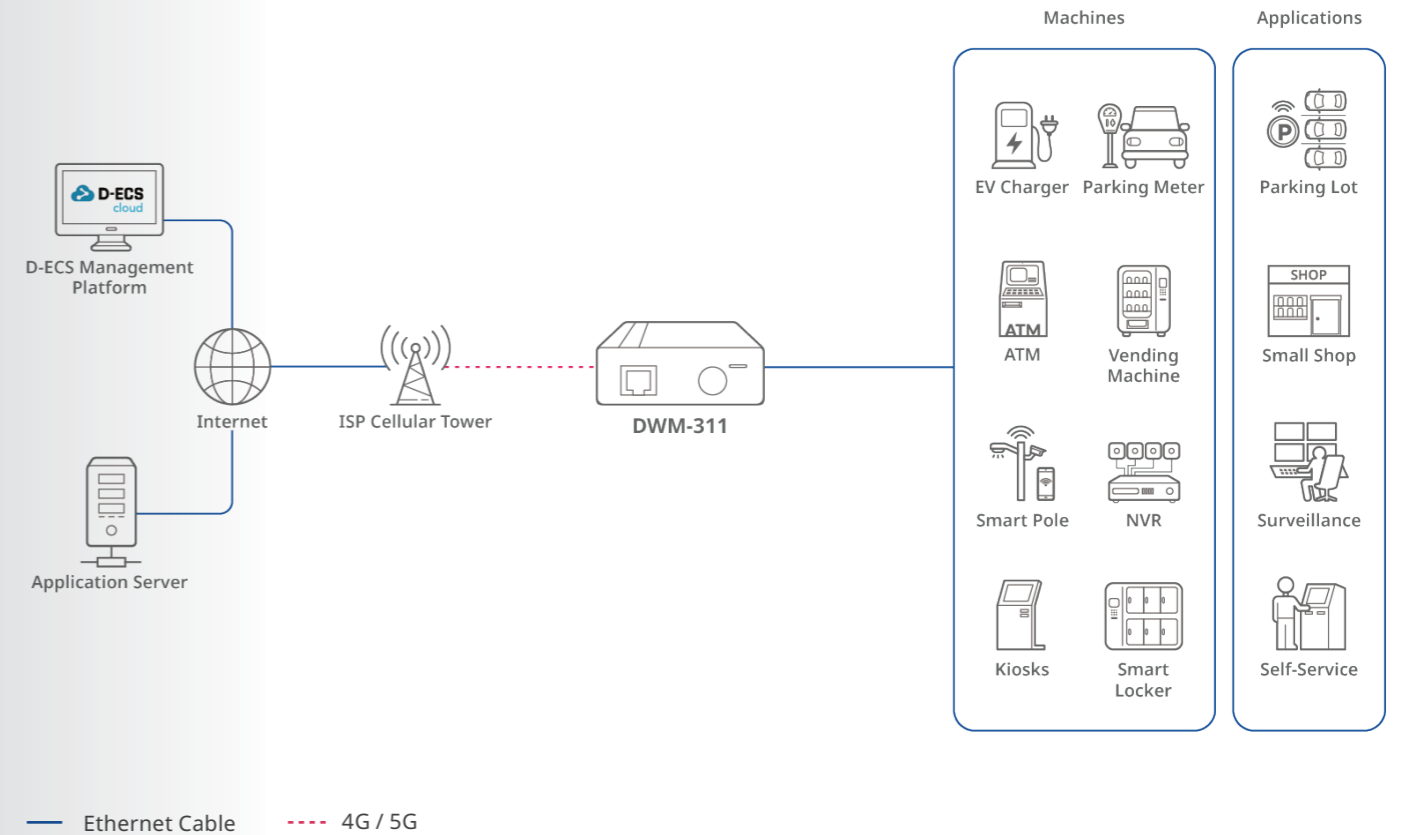 Machines
Applications
D-ECS
cloud
D-ECS Management
Platform
Internet
Application Server
ISP Cellular Tower
DWM-311
EV Charger
Parking Meter
ATM
ATM
Vending
Machine
Smart Pole
NVR
Kiosks
Smart
Locker
P
Parking Lot
SHOP
Small Shop
Surveillance
Self-Service
Ethernet Cable
4G / 5G